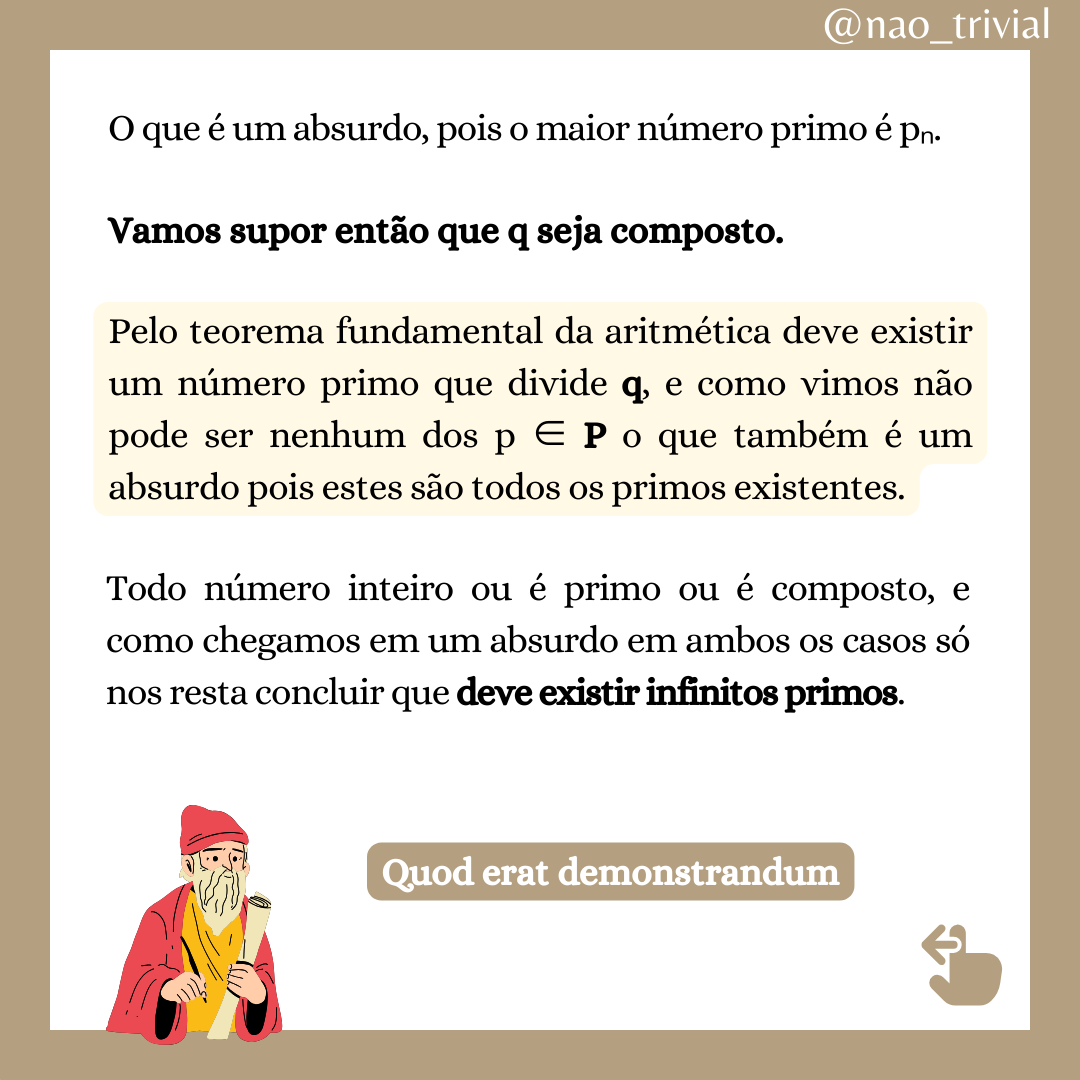 @nao_trivial
O que é um absurdo, pois o maior número primo é pₙ.
Vamos supor então que q seja composto.
Pelo teorema fundamental da aritmética deve existir
um número primo que divide q, e como vimos não
pode ser nenhum dos p ∈ P o que também é um
absurdo pois estes são todos os primos existentes.
Todo número inteiro ou é primo ou é composto, e
como chegamos em um absurdo em ambos os casos só
nos resta concluir que deve existir infinitos primos.
Quod erat demonstrandum